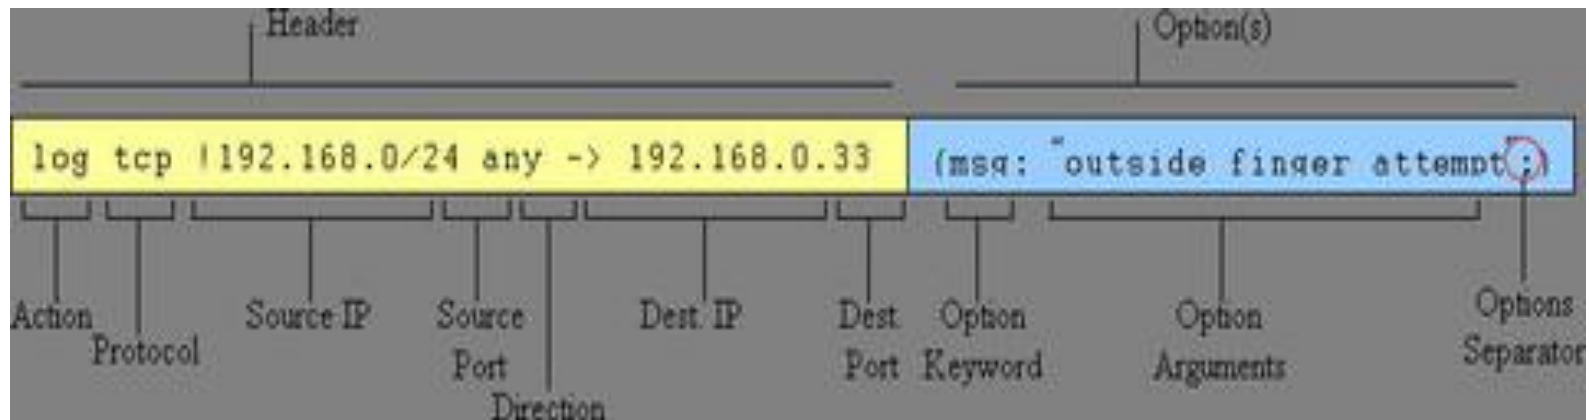 Header Option(s)
log tcp !192.168.0/24 any -> 192.168.0.33 (msg: "outside finger attempt";)
Action Source IP Source Dest. IP Dest. Option Option Options
Protocol Port Port Keyword Arguments Separator
Direction